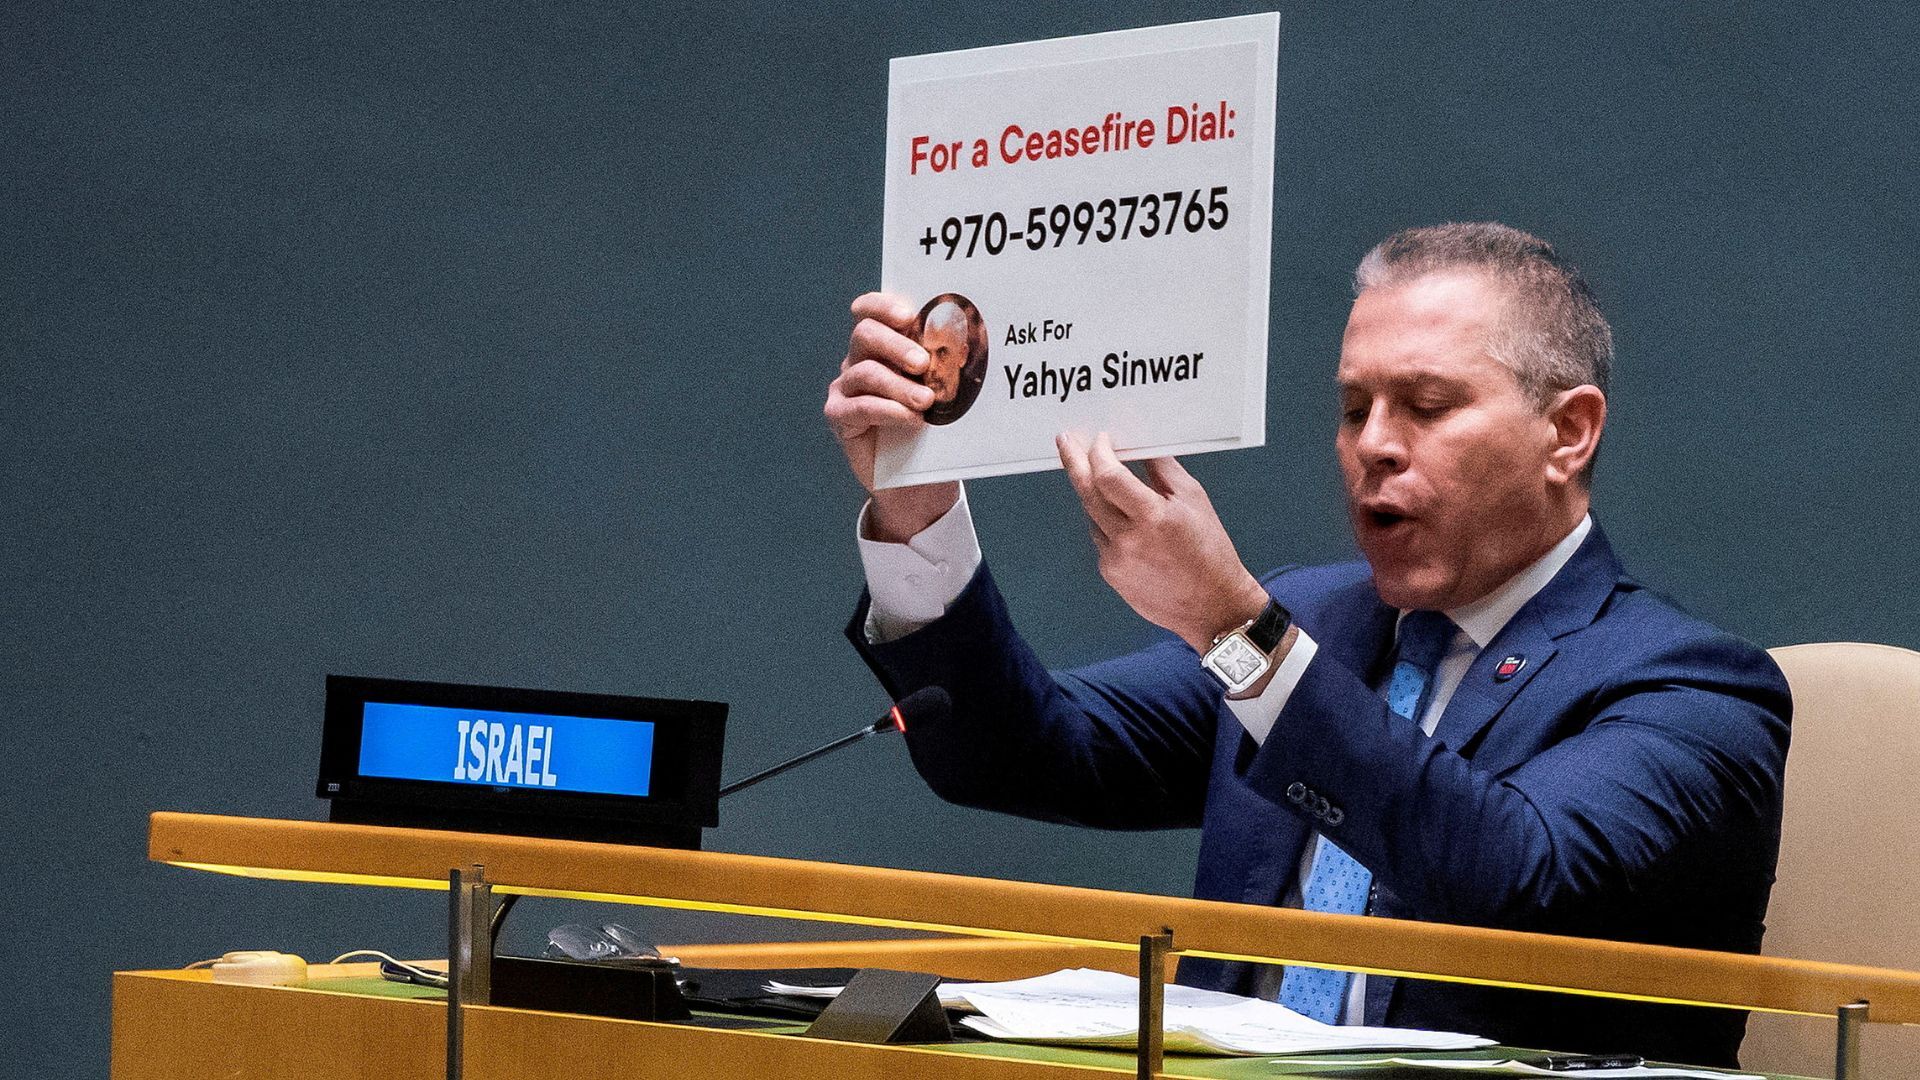 For a Ceasefire Dial:
+970-599373765
Ask For
Yahya Sinwar
ISRAEL